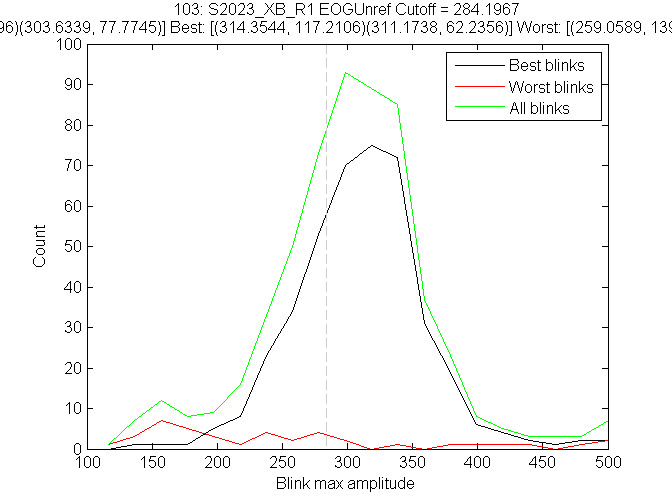 103: S2023_XB_R1 EOGUnref Cutoff = 284.1967
96)(303.6339, 77.7745)] Best: [(314.3544, 117.2106)(311.1738, 62.2356)] Worst: [(259.0589, 139
100
90
80
70
60
50
40
30
20
10
0
Count
Best blinks
Worst blinks
All blinks
100 150 200 250 300 350 400 450 500
Blink max amplitude